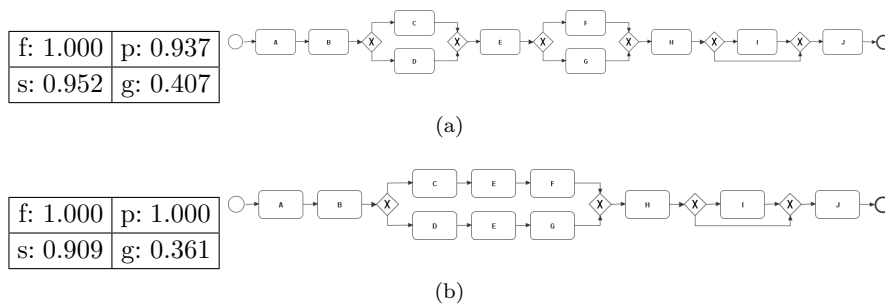 f: 1.000 p: 0.937
s: 0.952 g: 0.407
A B X C D X E X F G X H X I X J
(a)
f: 1.000 p: 1.000
s: 0.909 g: 0.361
A B X C E F D E G X H X I X J
(b)